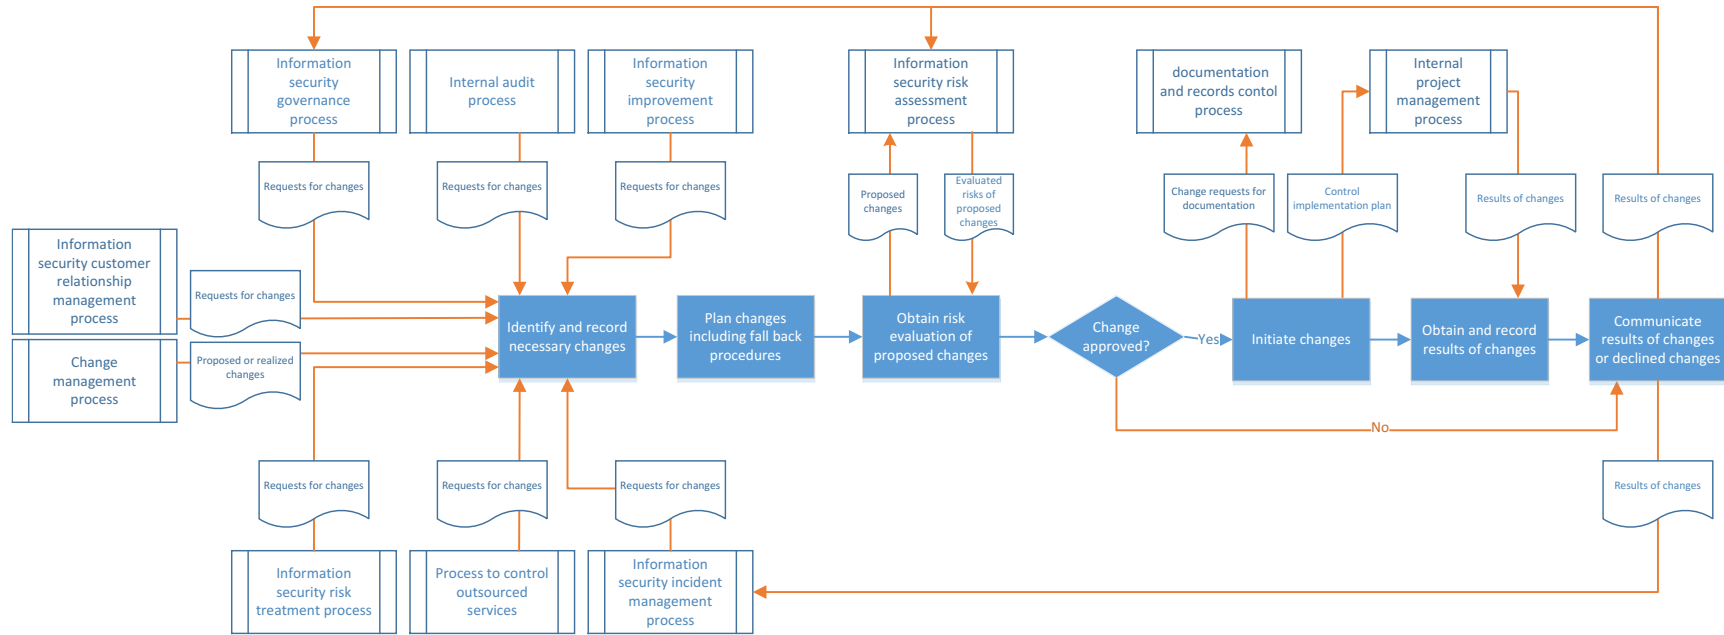 Information
security
governance
process
Internal audit
process
Information
security
improvement
process
Information
security risk
assessment
process
documentation
and records contol
process
Internal
project
management
process
Requests for changes
Requests for changes
Requests for changes
Proposed
changes
Evaluated
risks of
proposed
changes
Change requests for
documentation
Control
implementation plan
Results of changes
Results of changes
Information
security customer
relationship
management
process
Requests for changes
Change
management
process
Proposed or realized
changes
Identify and record
necessary changes
Plan changes
including fall back
procedures
Obtain risk
evaluation of
proposed changes
Change
approved?
Yes
Initiate changes
Obtain and record
results of changes
Communicate
results of changes
or declined changes
No
Requests for changes
Requests for changes
Requests for changes
Results of changes
Information
security risk
treatment process
Process to control
outsourced
services
Information
security incident
management
process